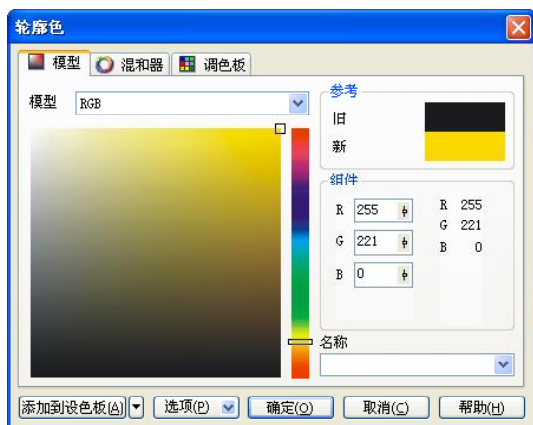 轮廓色
模型 混和器 调色板
模型 RGB
参考
旧
新
组件
R 255 R 255
G 221 G 221
B 0 B 0
名称
添加到设色板(A) 选项(P) 确定(O) 取消(C) 帮助(H)